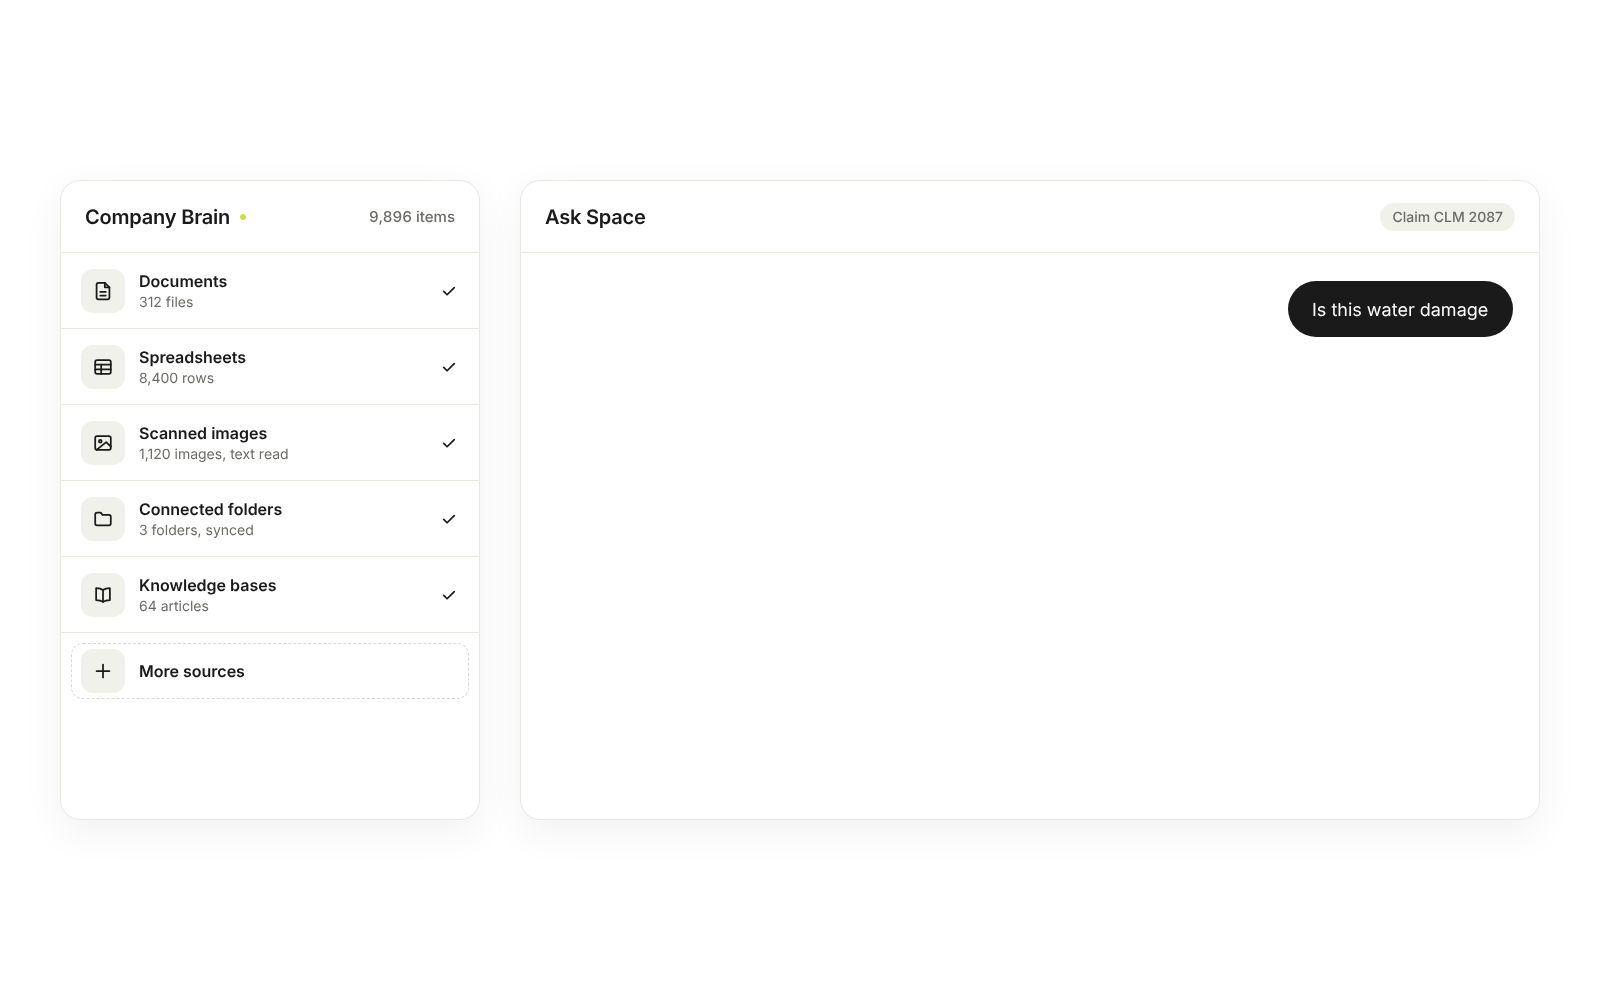 Company Brain
9,896 items
Documents
312 files
Spreadsheets
8,400 rows
Scanned images
1,120 images, text read
Connected folders
3 folders, synced
Knowledge bases
64 articles
More sources
Ask Space
Claim CLM 2087
Is this water damage